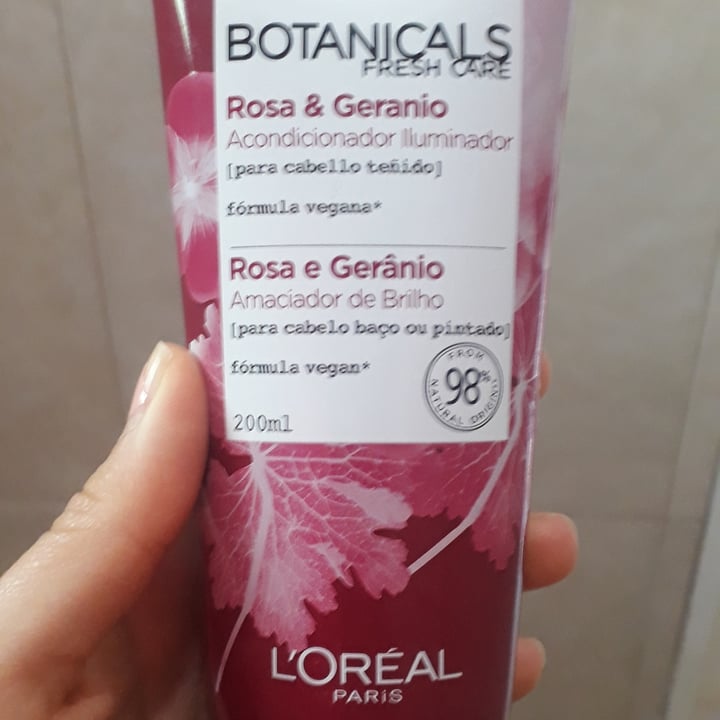 BOTANICALS
FRESH CARE
Rosa & Geranio
Acondicionador Iluminador
[para cabello teñido]
fórmula vegana*
Rosa e Gerânio
Amaciador de Brilho
[para cabelo baço ou pintado]
fórmula vegan*
200ml
FROM
98%
NATURAL ORIGIN
L'ORÉAL
PARIS